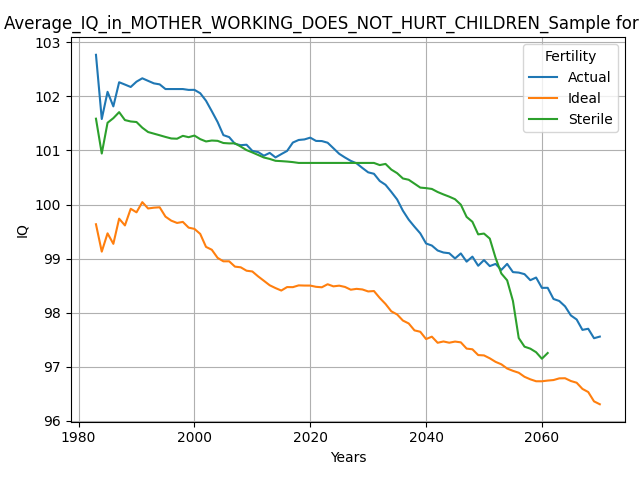 Average_IQ_in_MOTHER_WORKING_DOES_NOT_HURT_CHILDREN_Sample for
103
102
101
100
99
98
97
96
IQ
1980
2000
2020
2040
2060
Years
Fertility
Actual
Ideal
Sterile